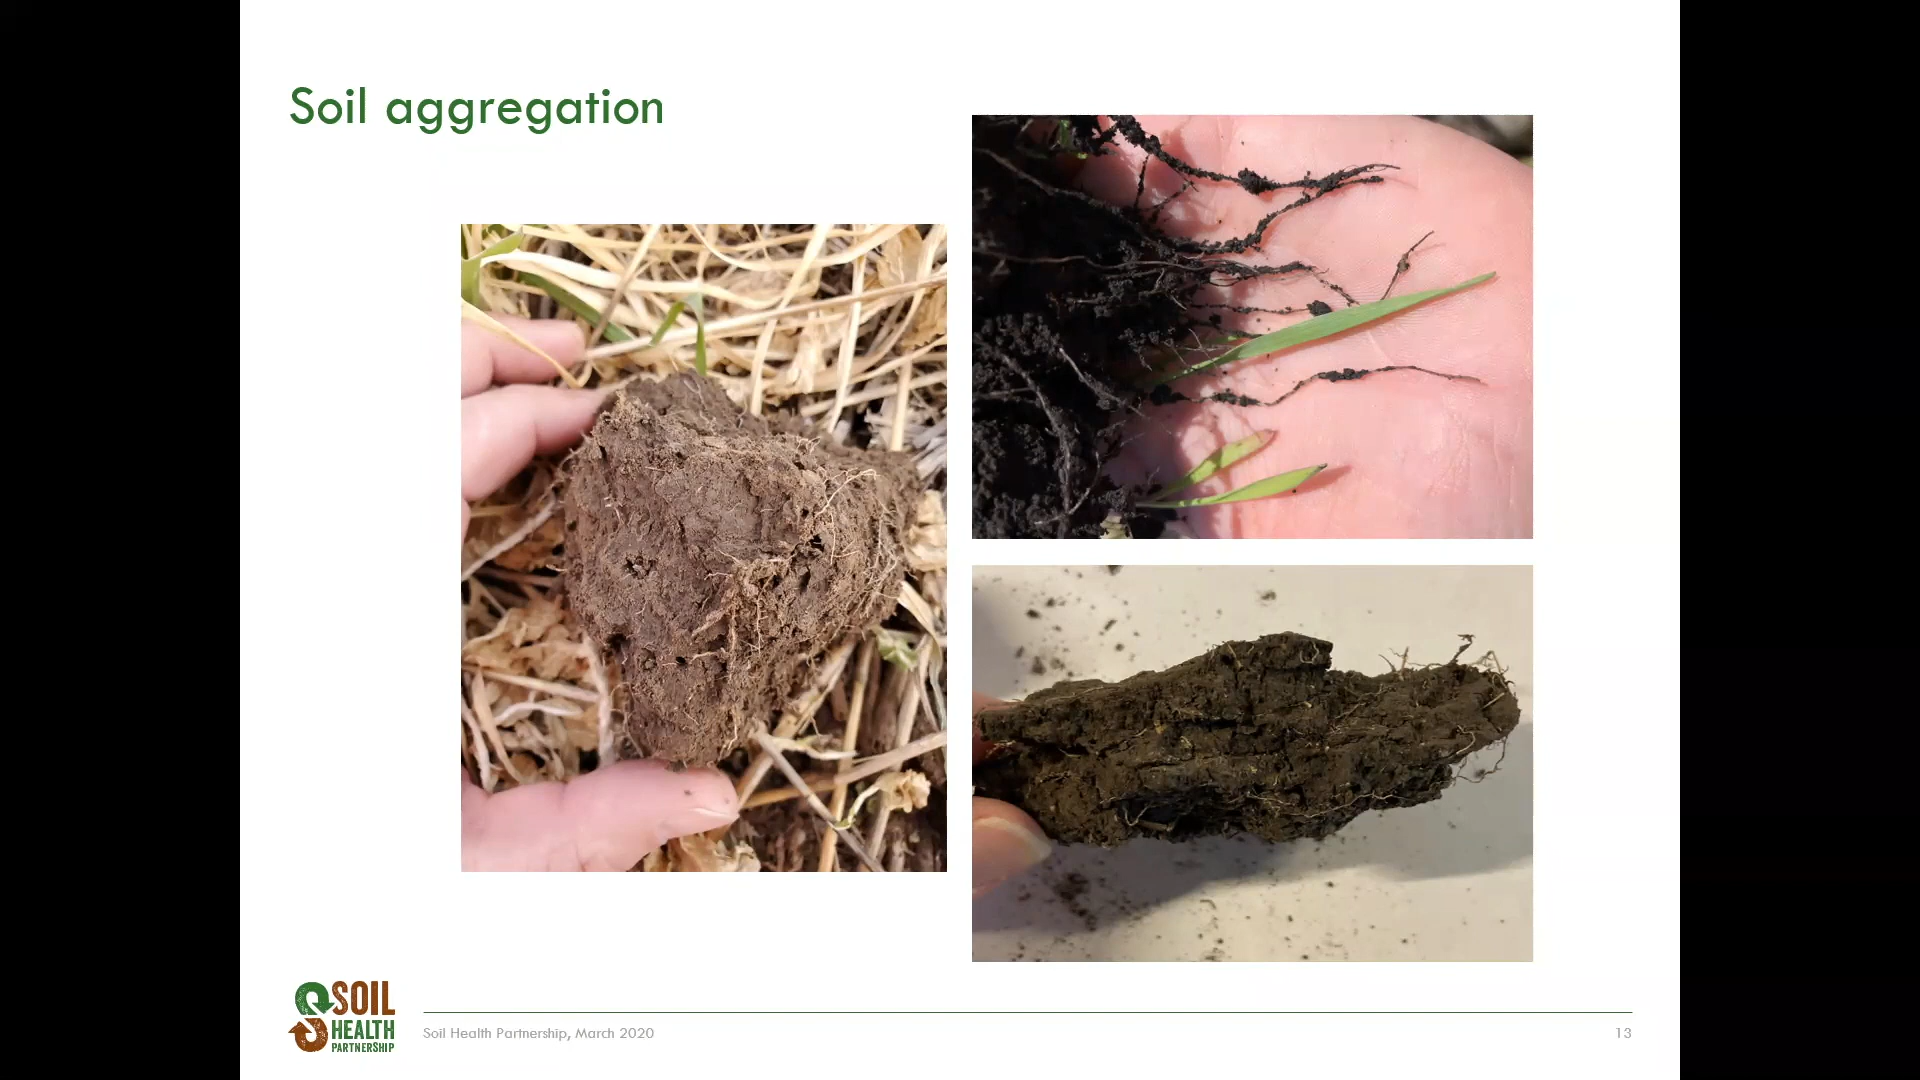 Soil aggregation
SOIL
HEALTH
PARTNERSHIP
Soil Health Partnership, March 2020
13